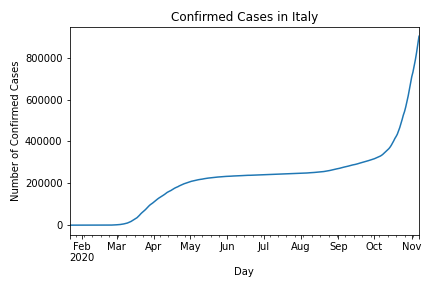 Confirmed Cases in Italy
Number of Confirmed Cases
800000
600000
400000
200000
0
Feb Mar Apr May Jun Jul Aug Sep Oct Nov
2020
Day